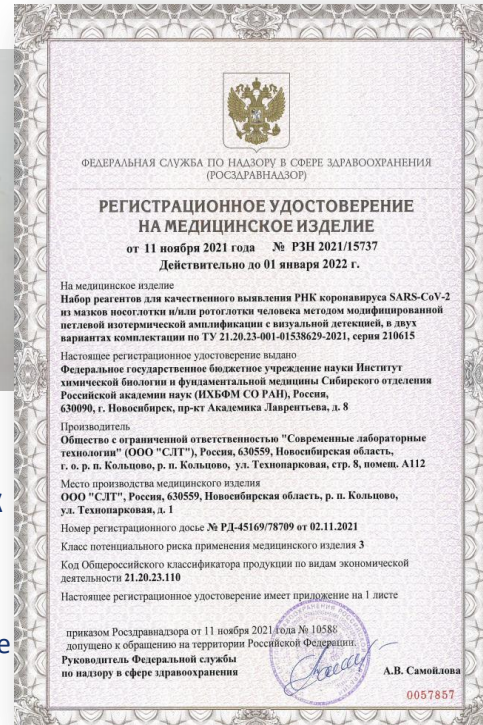 ФЕДЕРАЛЬНАЯ СЛУЖБА ПО НАДЗОРУ В СФЕРЕ ЗДРАВООХРАНЕНИЯ
(РОСЗДРАВНАДЗОР)
РЕГИСТРАЦИОННОЕ УДОСТОВЕРЕНИЕ
НА МЕДИЦИНСКОЕ ИЗДЕЛИЕ
от 11 ноября 2021 года № РЗН 2021/15737
Действительно до 01 января 2022 г.
На медицинское изделие
Набор реагентов для качественного выявления РНК коронавируса SARS-CoV-2
из мазков носоглотки и/или ротоглотки человека методом модифицированной
петлевой изотермической амплификации с визуальной детекцией, в двух
вариантах комплектации по ТУ 21.20.23-001-01538629-2021, серия 210615
Настоящее регистрационное удостоверение выдано
Федеральное государственное бюджетное учреждение науки Институт
химической биологии и фундаментальной медицины Сибирского отделения
Российской академии наук (ИХБФМ СО РАН), Россия,
630090, г. Новосибирск, пр-кт Академика Лаврентьева, д. 8
Производитель
Общество с ограниченной ответственностью "Современные лабораторные
технологии" (ООО "СЛТ"), Россия, 630559, Новосибирская область,
г. о. р. п. Кольцово, р. п. Кольцово, ул. Технопарковая, стр. 8, помещ. А112
Место производства медицинского изделия
ООО "СЛТ", Россия, 630559, Новосибирская область, р. п. Кольцово,
ул. Технопарковая, д. 1
Номер регистрационного досье № РД-45169/78709 от 02.11.2021
Класс потенциального риска применения медицинского изделия 3
Код Общероссийского классификатора продукции по видам экономической
деятельности 21.20.23.110
Настоящее регистрационное удостоверение имеет приложение на 1 листе
приказом Росздравнадзора от 11 ноября 2021 года № 10588
допущено к обращению на территории Российской Федерации.
Руководитель Федеральной службы
по надзору в сфере здравоохранения
А.В. Самойлова
0057857